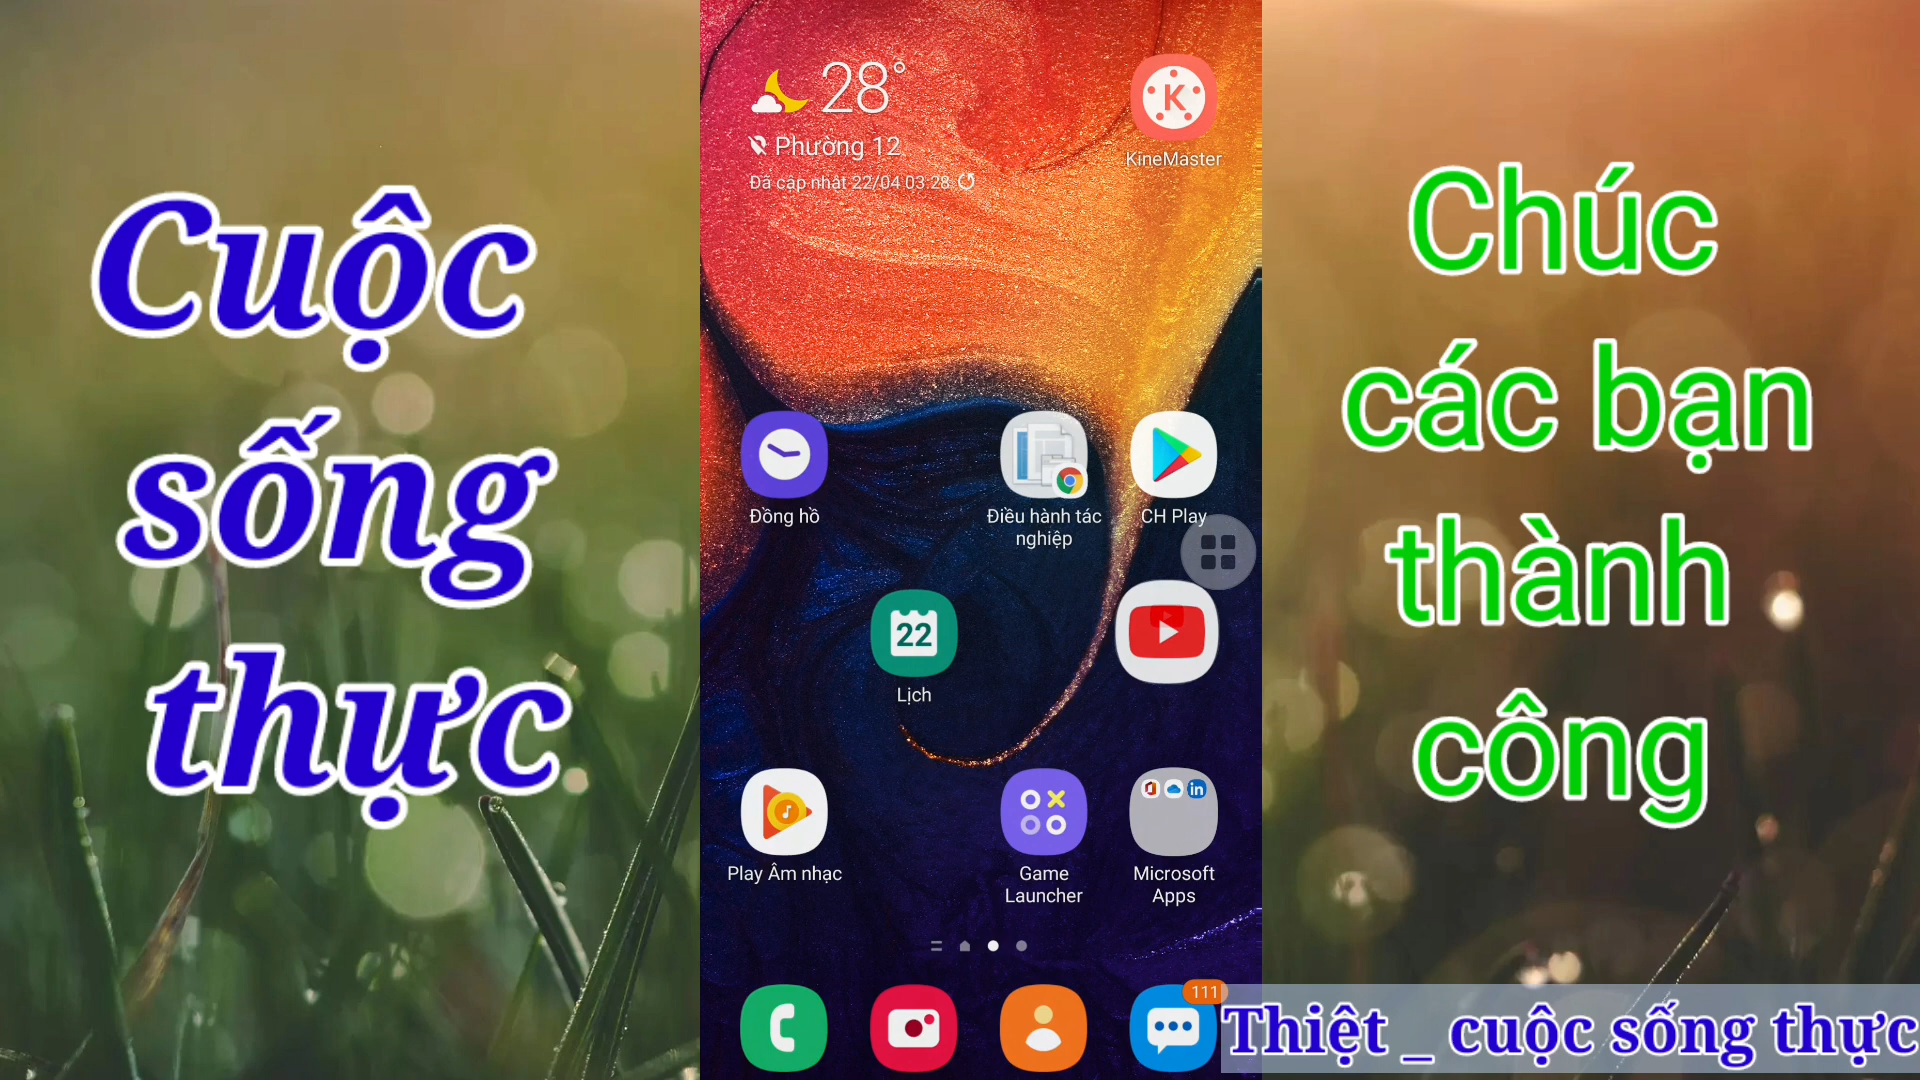 Cuộc
sống
thực
28°
Phường 12
Đã cập nhật 22/04 03:28
K
KineMaster
Đồng hồ
Điều hành tác
nghiệp
CH Play
22
Lịch
Play Âm nhạc
Game
Launcher
in
Microsoft
Apps
111
Chúc
các bạn
thành
công
Thiệt _ cuộc sống thực